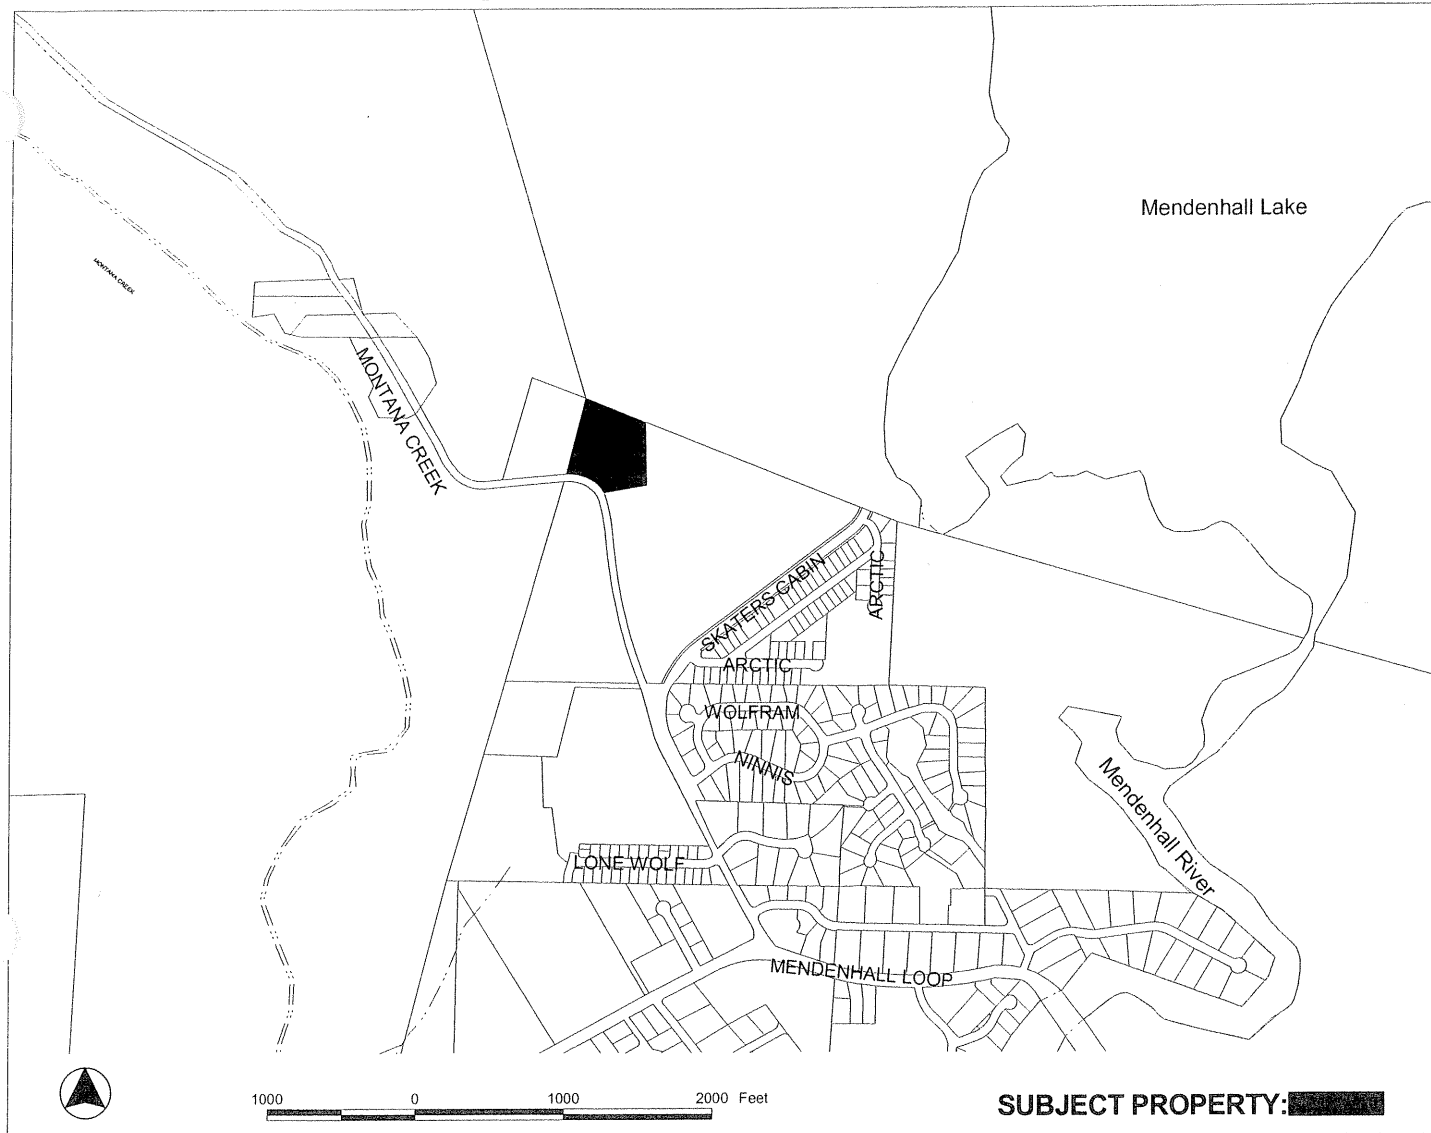 Mendenhall Lake
MONTANA CREEK
MONTANA CREEK
SKATERS CABIN
ARCTIC
ARCTIC
WOLFRAM
NINNIS
Mendenhall River
LONE WOLF
MENDENHALL LOOP
1000 0 1000 2000 Feet
SUBJECT PROPERTY: